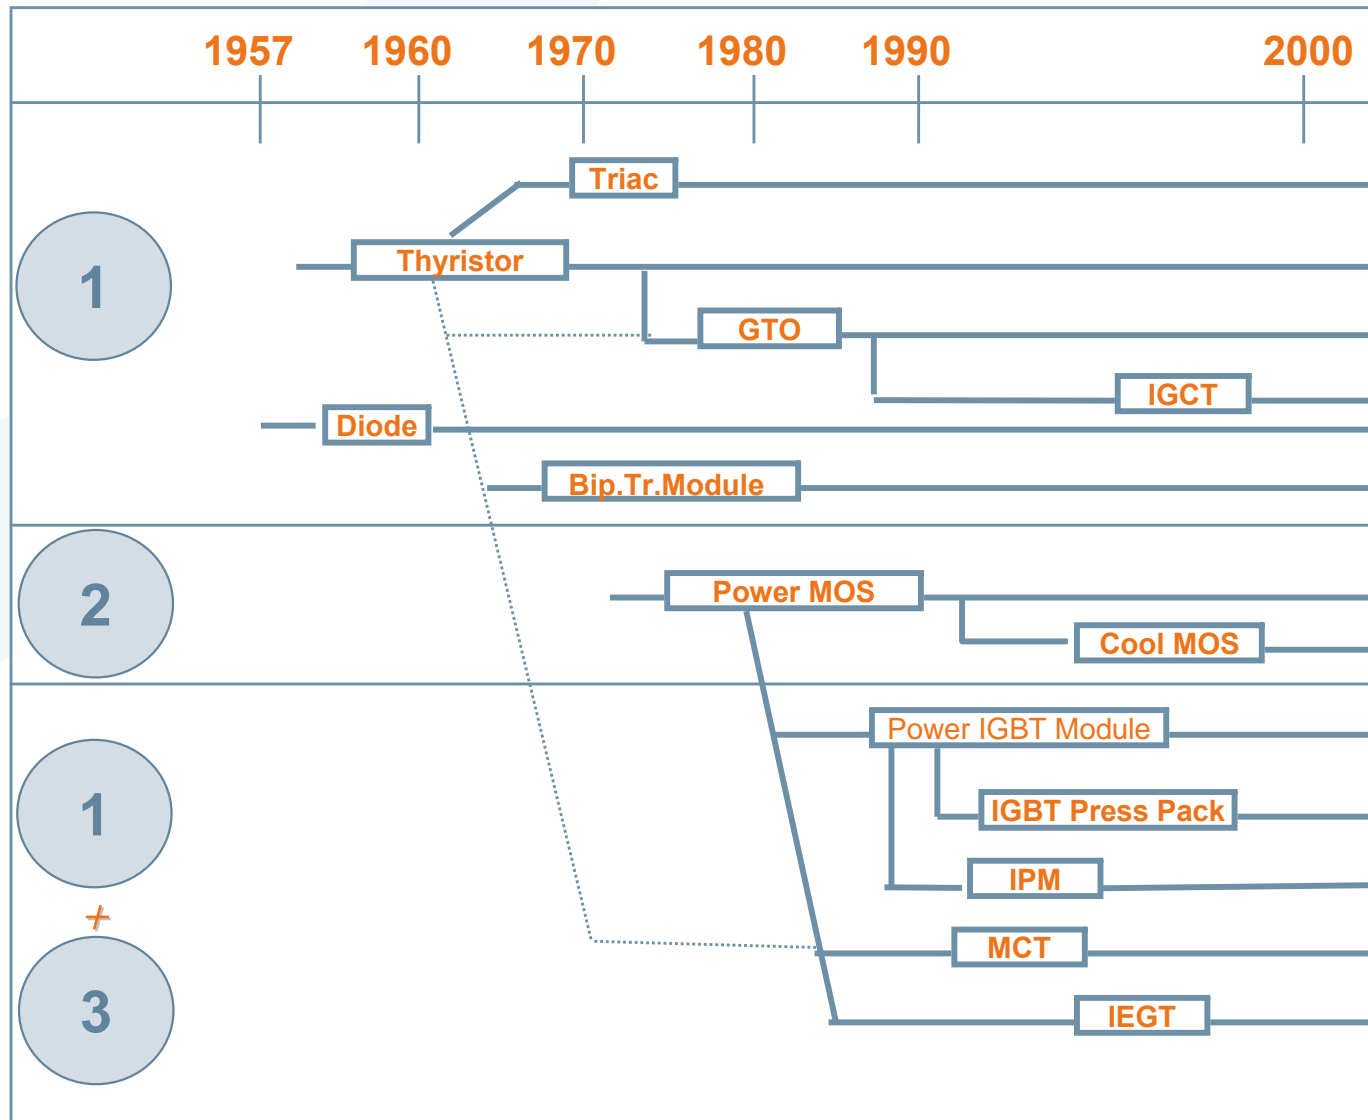 1957 1960 1970 1980 1990 2000
Triac
1
Thyristor
GTO
IGCT
Diode
Bip.Tr.Module
2
Power MOS
Cool MOS
Power IGBT Module
1
IGBT Press Pack
IPM
+
MCT
3
IEGT